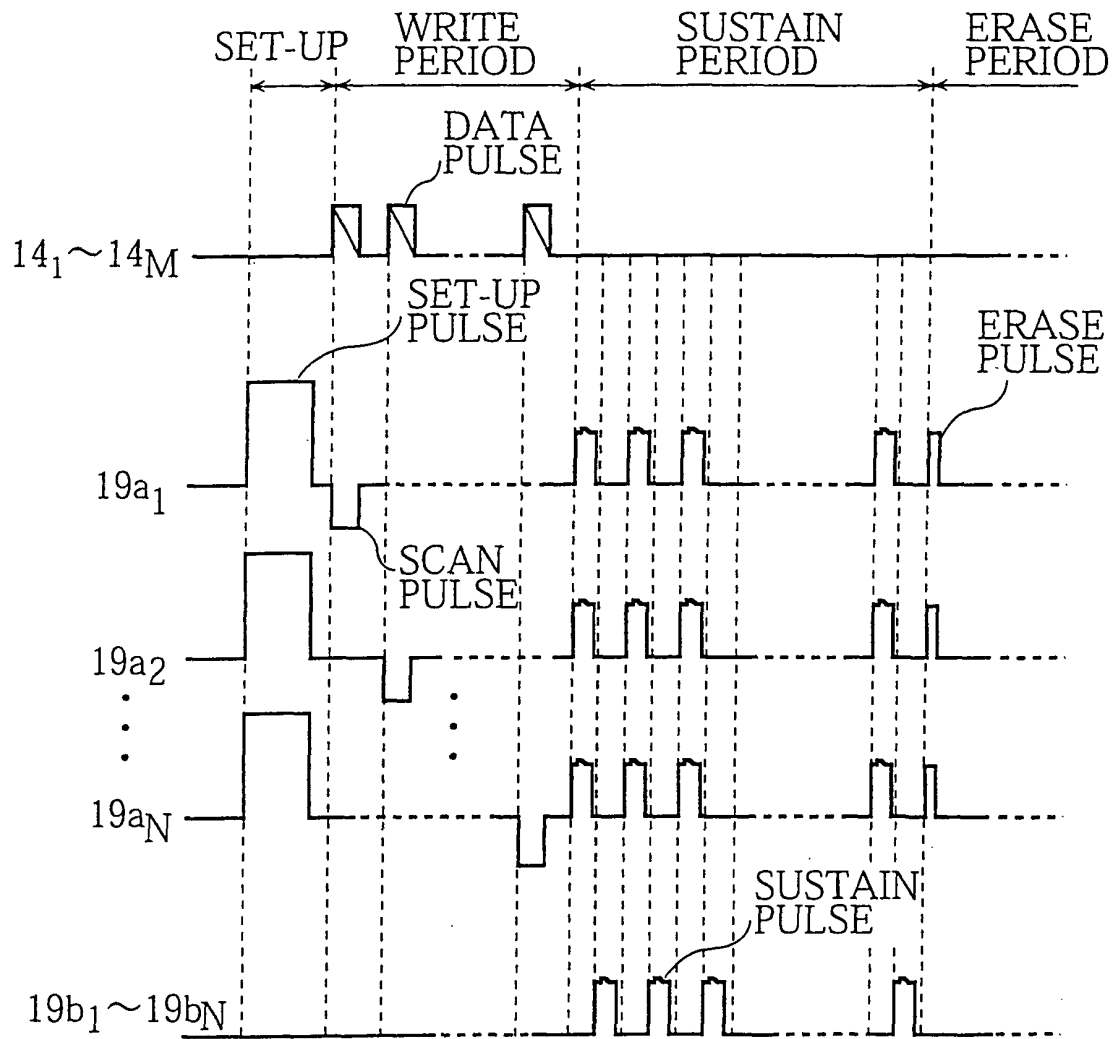 SET-UP
WRITE
PERIOD
SUSTAIN
PERIOD
ERASE
PERIOD
DATA
PULSE
14₁～14M
SET-UP
PULSE
ERASE
PULSE
19a₁
SCAN
PULSE
19a₂
19aN
SUSTAIN
PULSE
19b₁～19bN